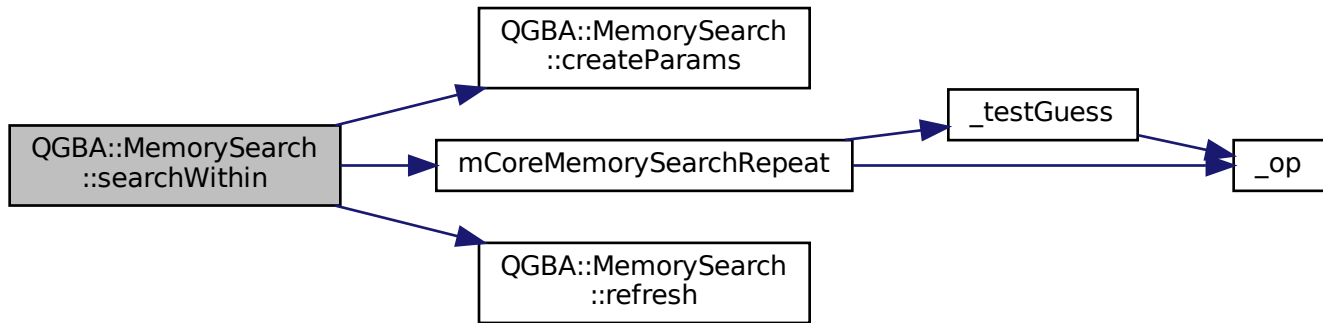 QGBA::MemorySearch
::searchWithin
QGBA::MemorySearch
::createParams
mCoreMemorySearchRepeat
_testGuess
_op
QGBA::MemorySearch
::refresh